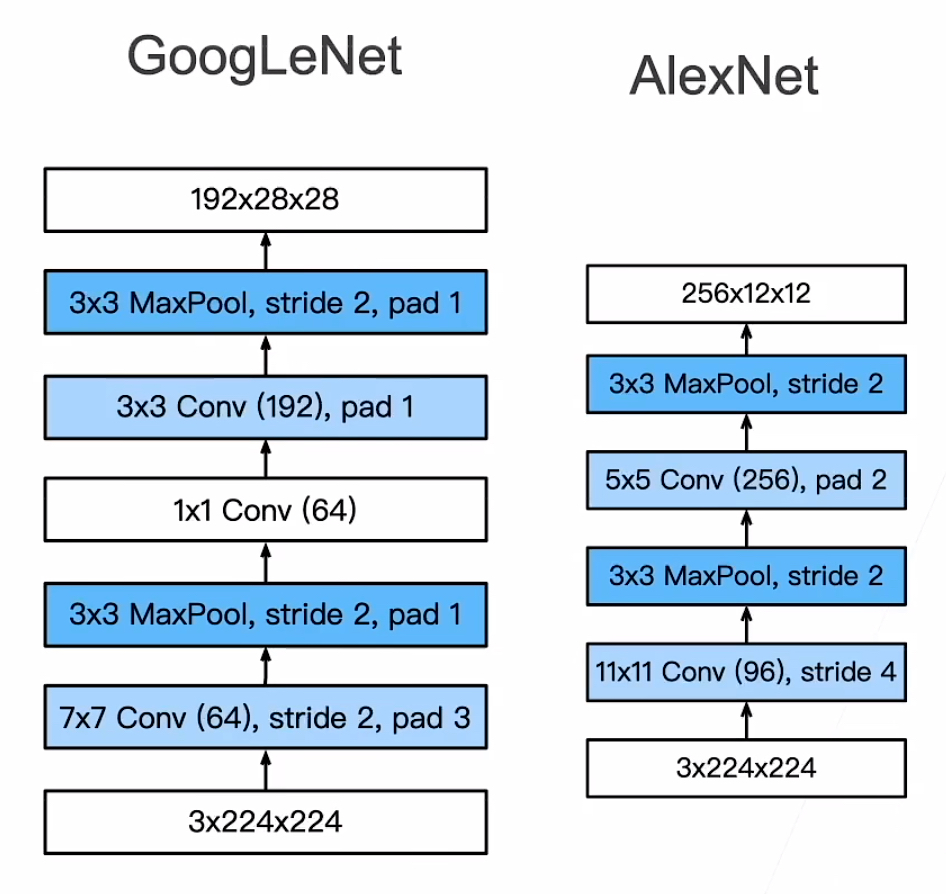 GoogLeNet
192x28x28
3x3 MaxPool, stride 2, pad 1
3x3 Conv (192), pad 1
1x1 Conv (64)
3x3 MaxPool, stride 2, pad 1
7x7 Conv (64), stride 2, pad 3
3x224x224
AlexNet
256x12x12
3x3 MaxPool, stride 2
5x5 Conv (256), pad 2
3x3 MaxPool, stride 2
11x11 Conv (96), stride 4
3x224x224